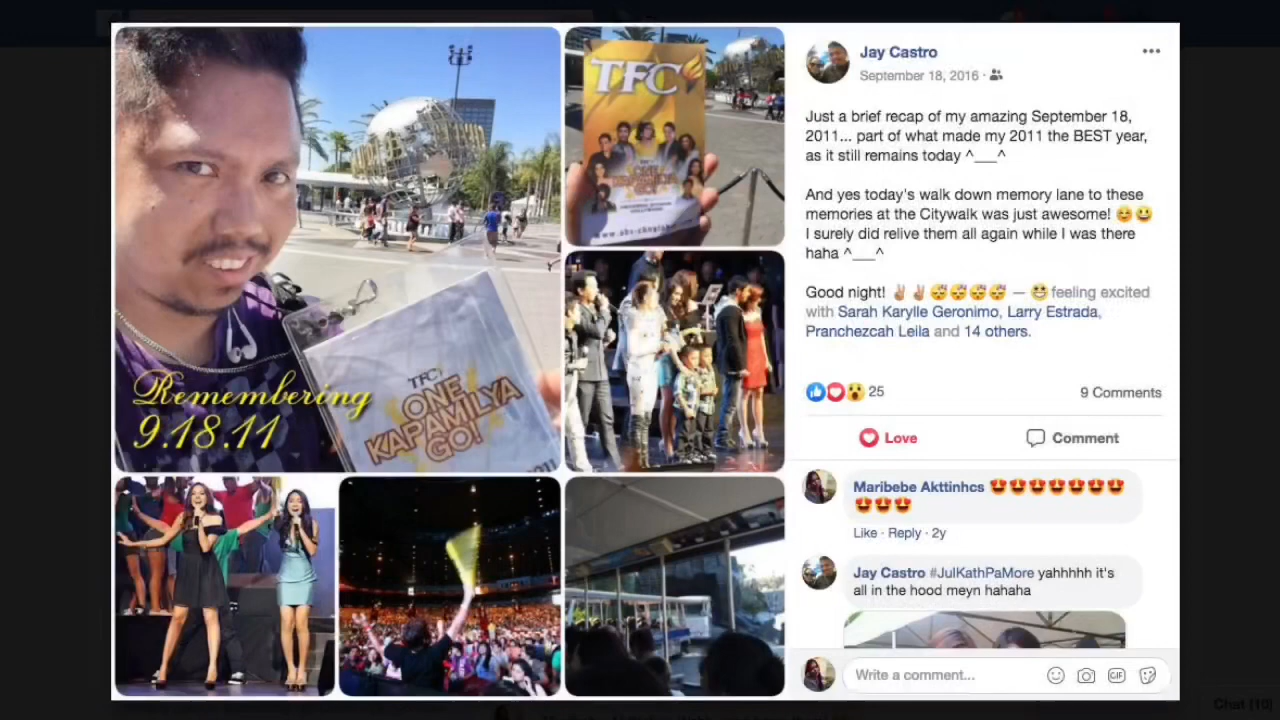 Remembering
9.18.11
TFC
ONE
KAPAMILYA
GO!
TFC
Jay Castro
September 18, 2016
Just a brief recap of my amazing September 18,
2011... part of what made my 2011 the BEST year,
as it still remains today ^___^
And yes today's walk down memory lane to these
memories at the Citywalk was just awesome! 😊😃
I surely did relive them all again while I was there
haha ^___^
Good night! ✌🏼✌🏼😴😴😴😴 — 😁 feeling excited
with Sarah Karylle Geronimo, Larry Estrada,
Pranchezcah Leila and 14 others.
25
9 Comments
Love
Comment
Maribebe Akttinhcs 😍😍😍😍😍😍😍
😍😍😍
Like · Reply · 2y
Jay Castro #JulKathPaMore yahhhhh it's
all in the hood meyn hahaha
Write a comment...
GIF
Chat (10)